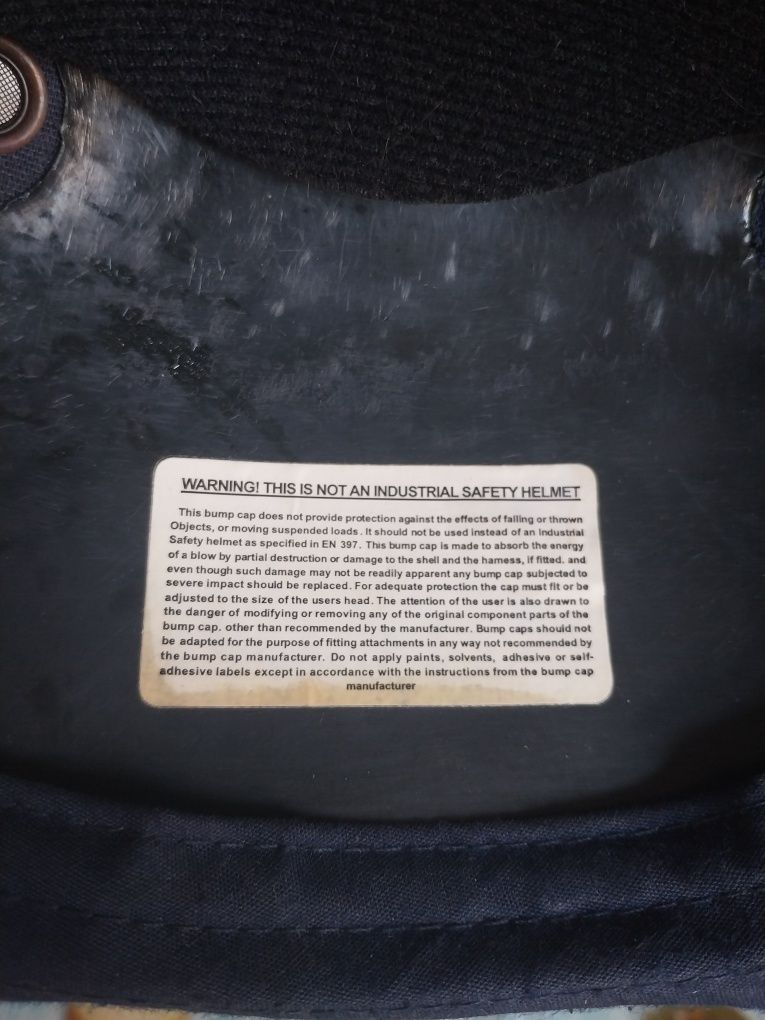 WARNING! THIS IS NOT AN INDUSTRIAL SAFETY HELMET
This bump cap does not provide protection against the effects of falling or thrown
Objects, or moving suspended loads. It should not be used instead of an Industrial
Safety helmet as specified in EN 397. This bump cap is made to absorb the energy
of a blow by partial destruction or damage to the shell and the harness, if fitted. and
even though such damage may not be readily apparent any bump cap subjected to
severe impact should be replaced. For adequate protection the cap must fit or be
adjusted to the size of the users head. The attention of the user is also drawn to
the danger of modifying or removing any of the original component parts of the
bump cap. other than recommended by the manufacturer. Bump caps should not
be adapted for the purpose of fitting attachments in any way not recommended by
the bump cap manufacturer. Do not apply paints, solvents, adhesive or self-
adhesive labels except in accordance with the instructions from the bump cap
manufacturer